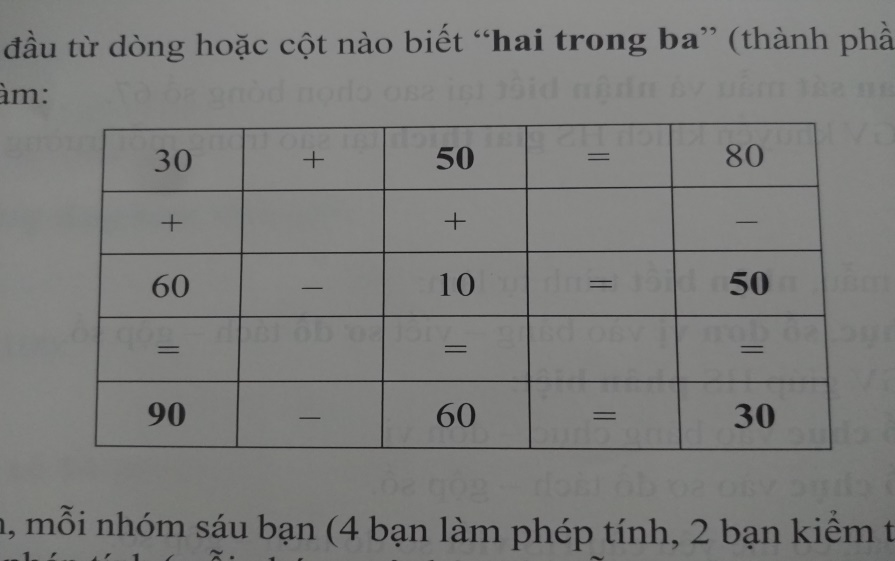 đầu từ dòng hoặc cột nào biết “hai trong ba” (thành
àm:
30 + 50 = 80
+ + –
60 – 10 = 50
= = =
90 – 60 = 30
, mỗi nhóm sáu bạn (4 bạn làm phép tính, 2 bạn kiểm